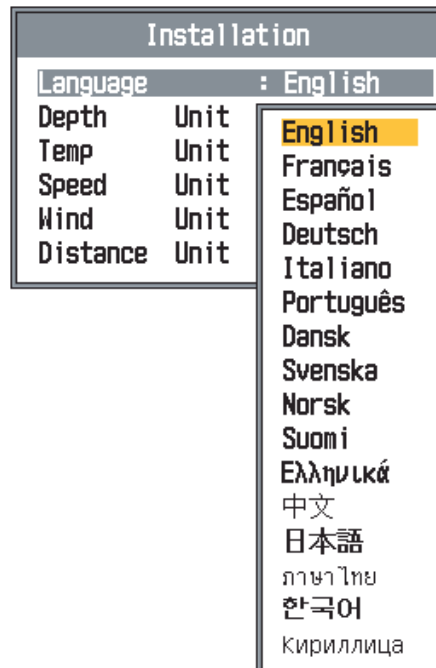 Installation
Language : English
Depth Unit
Temp Unit
Speed Unit
Wind Unit
Distance Unit
English
Français
Español
Deutsch
Italiano
Português
Dansk
Svenska
Norsk
Suomi
Ελληνικά
中文
日本語
ภาษาไทย
한국어
Кириллица